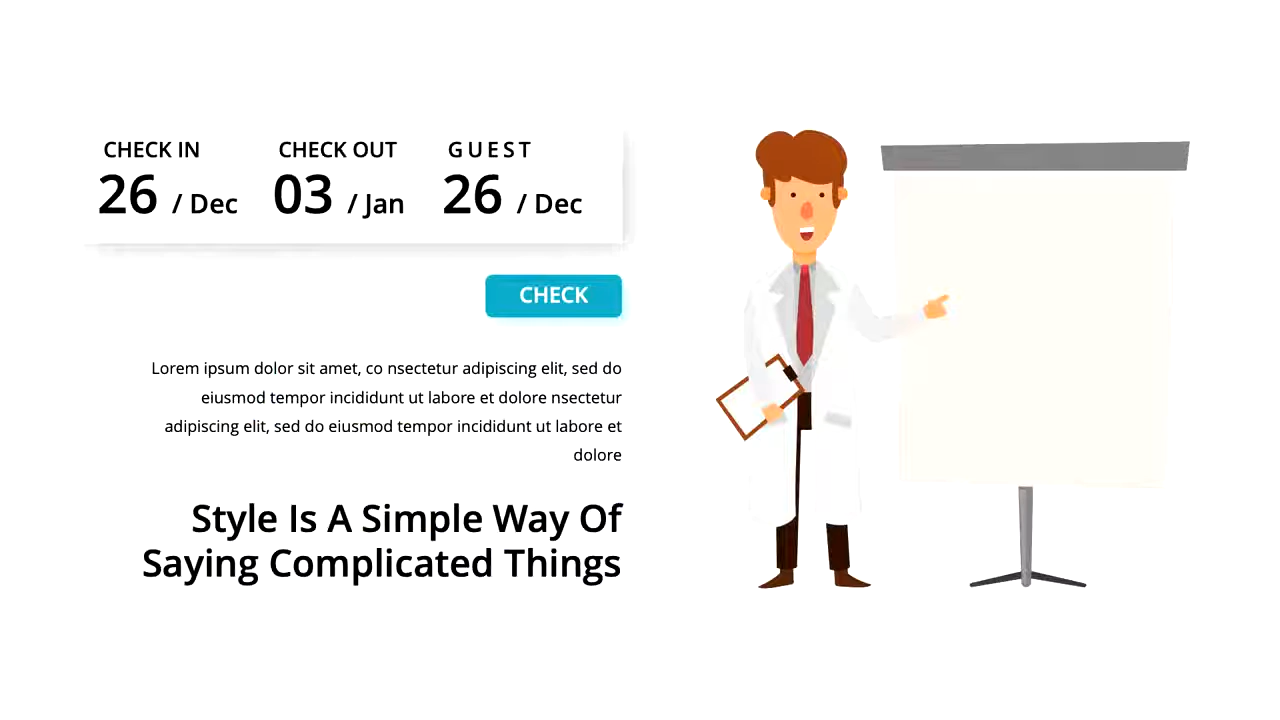 CHECK IN CHECK OUT GUEST
26 / Dec 03 / Jan 26 / Dec
CHECK
Lorem ipsum dolor sit amet, co nsectetur adipiscing elit, sed do
eiusmod tempor incididunt ut labore et dolore nsectetur
adipiscing elit, sed do eiusmod tempor incididunt ut labore et
dolore
Style Is A Simple Way Of
Saying Complicated Things